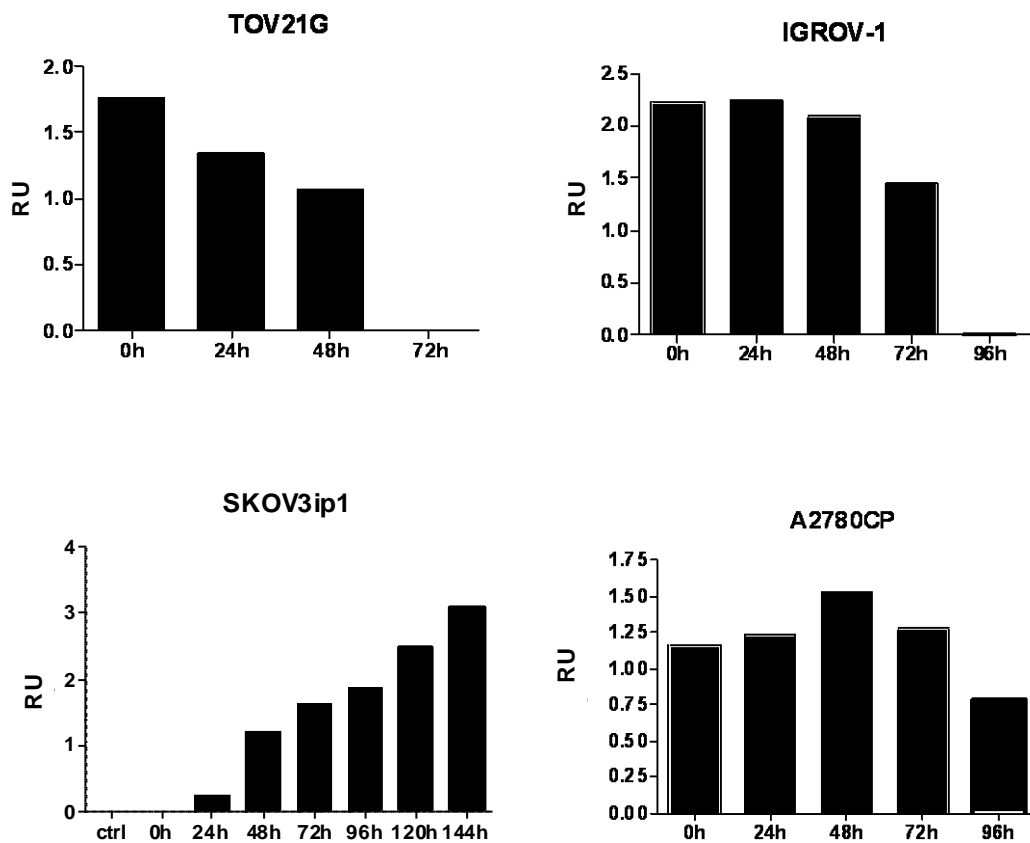 TOV21G
2.0
1.5
1.0
0.5
0.0
RU
0h 24h 48h 72h
IGROV-1
2.5
2.0
1.5
1.0
0.5
0.0
RU
0h 24h 48h 72h 96h
SKOV3ip1
4
3
2
1
0
RU
ctrl 0h 24h 48h 72h 96h 120h 144h
A2780CP
1.75
1.50
1.25
1.00
0.75
0.50
0.25
0.00
RU
0h 24h 48h 72h 96h